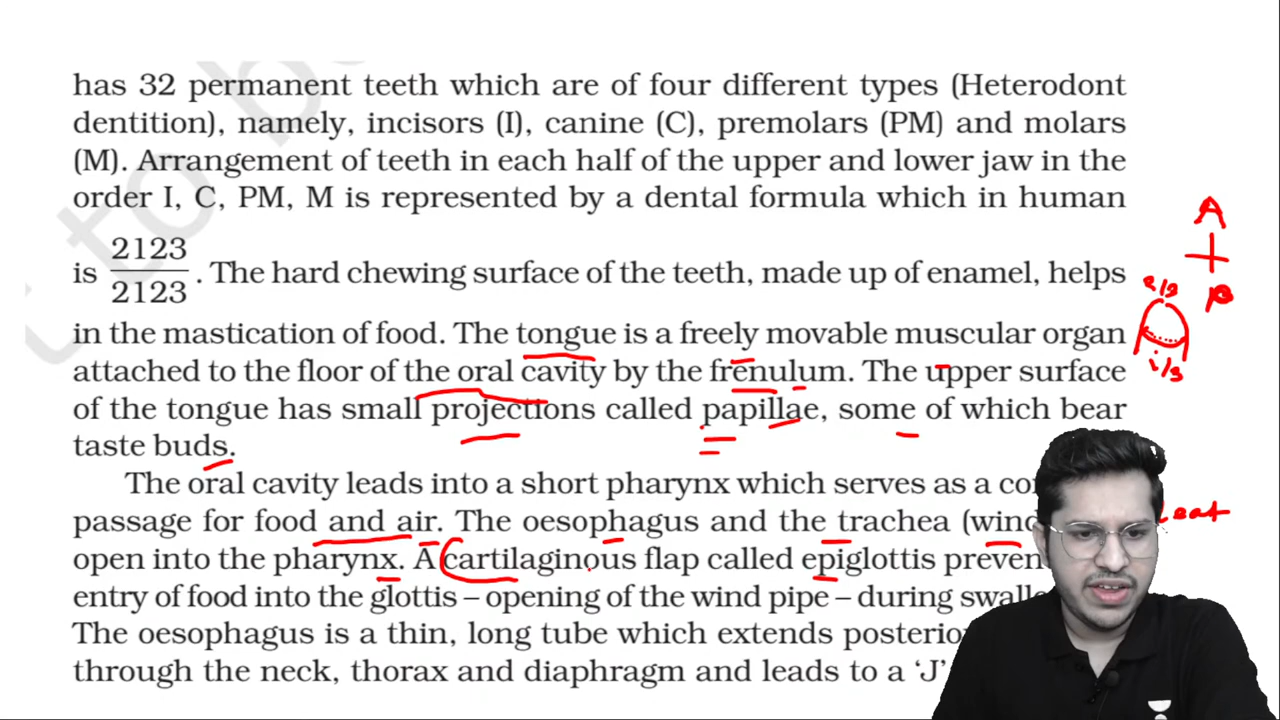 has 32 permanent teeth which are of four different types (Heterodont
dentition), namely, incisors (I), canine (C), premolars (PM) and molars
(M). Arrangement of teeth in each half of the upper and lower jaw in the
order I, C, PM, M is represented by a dental formula which in human
is 2123/2123. The hard chewing surface of the teeth, made up of enamel, helps
in the mastication of food. The tongue is a freely movable muscular organ
attached to the floor of the oral cavity by the frenulum. The upper surface
of the tongue has small projections called papillae, some of which bear
taste buds.
The oral cavity leads into a short pharynx which serves as a
passage for food and air. The oesophagus and the trachea
open into the pharynx. A cartilaginous flap called epiglottis
entry of food into the glottis – opening of the wind pipe – during
The oesophagus is a thin, long tube which extends
through the neck, thorax and diaphragm and leads to a ‘J’
A
P